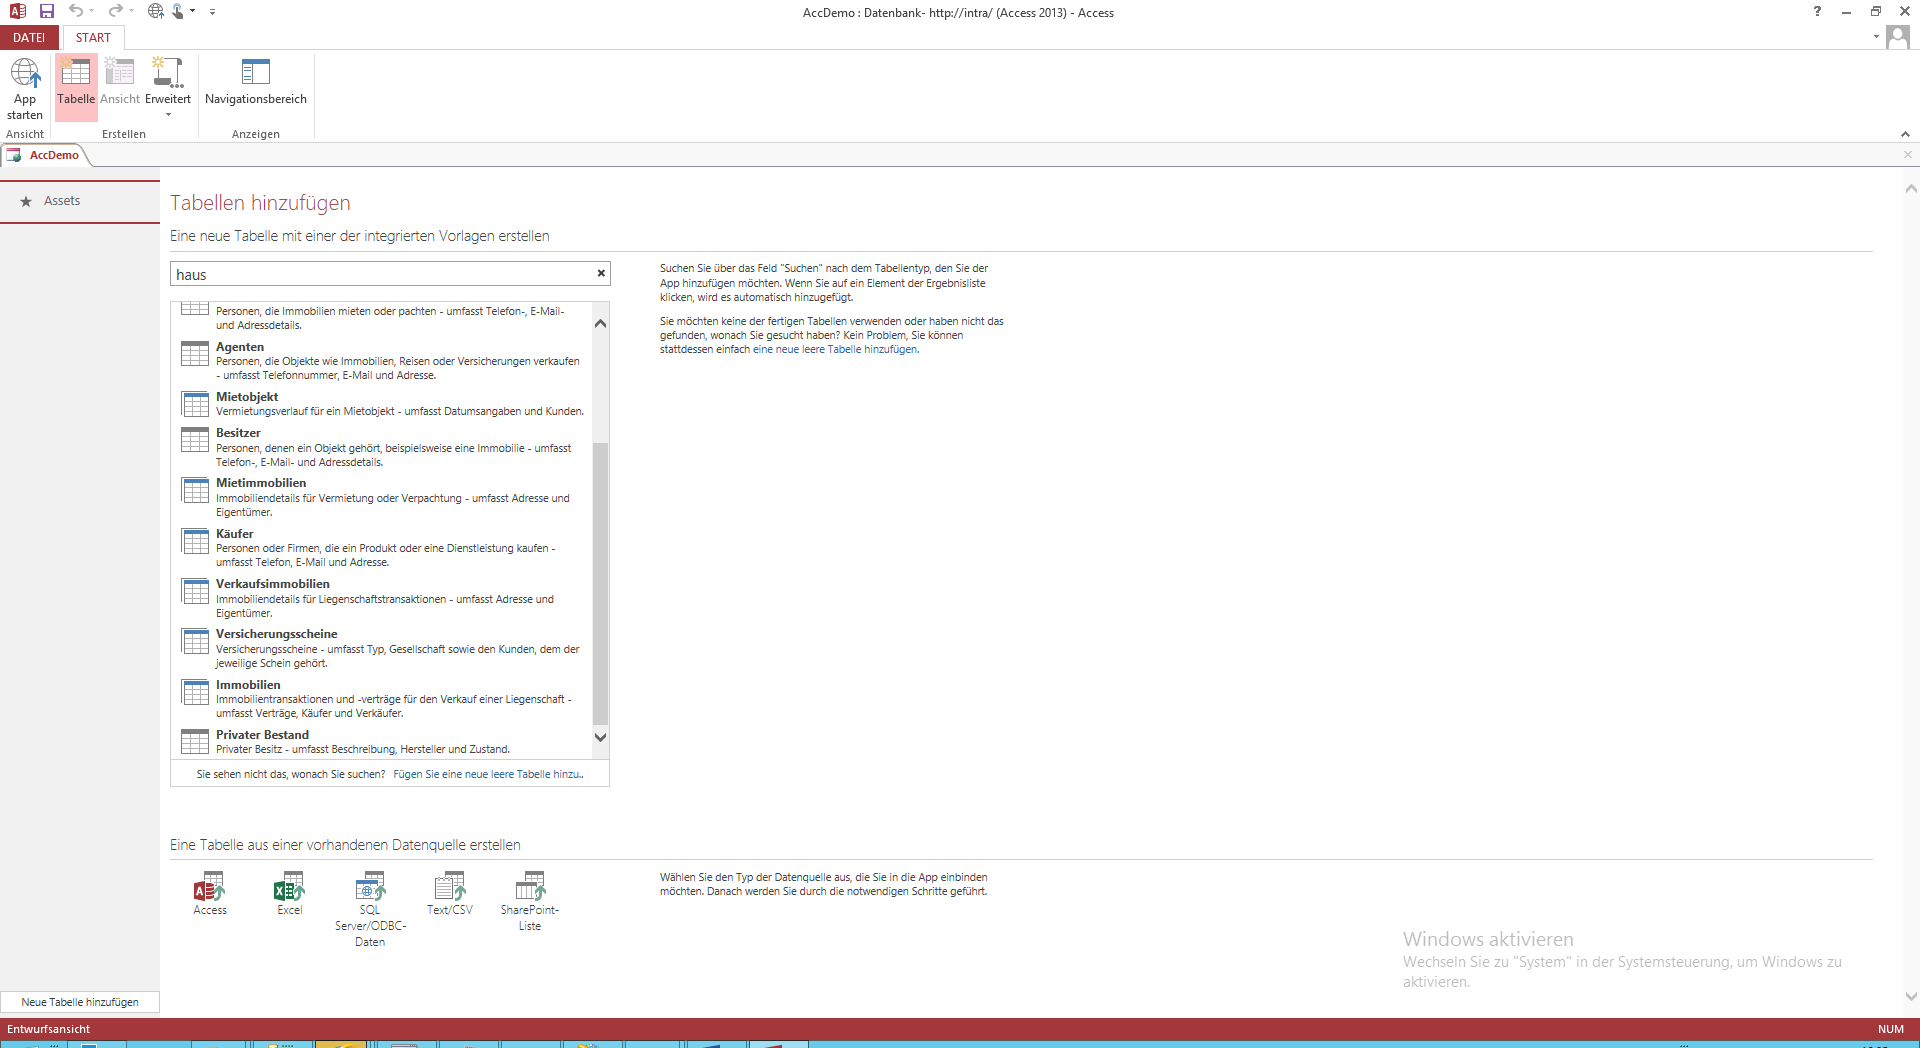 AccDemo : Datenbank- http://intra/ (Access 2013) - Access
DATEI
START
App starten
Tabelle
Ansicht
Erweitert
Navigationsbereich
Ansicht
Erstellen
Anzeigen
AccDemo
Assets
Tabellen hinzufügen
Eine neue Tabelle mit einer der integrierten Vorlagen erstellen
haus
Personen, die Immobilien mieten oder pachten - umfasst Telefon-, E-Mail-
und Adressdetails.
Agenten
Personen, die Objekte wie Immobilien, Reisen oder Versicherungen verkaufen
- umfasst Telefonnummer, E-Mail und Adresse.
Mietobjekt
Vermietungsverlauf für ein Mietobjekt - umfasst Datumsangaben und Kunden.
Besitzer
Personen, denen ein Objekt gehört, beispielsweise eine Immobilie - umfasst
Telefon-, E-Mail- und Adressdetails.
Mietimmobilien
Immobiliendetails für Vermietung oder Verpachtung - umfasst Adresse und
Eigentümer.
Käufer
Personen oder Firmen, die ein Produkt oder eine Dienstleistung kaufen -
umfasst Telefon, E-Mail und Adresse.
Verkaufsimmobilien
Immobiliendetails für Liegenschaftstransaktionen - umfasst Adresse und
Eigentümer.
Versicherungsscheine
Versicherungsscheine - umfasst Typ, Gesellschaft sowie den Kunden, dem der
jeweilige Schein gehört.
Immobilien
Immobilientransaktionen und -verträge für den Verkauf einer Liegenschaft -
umfasst Verträge, Käufer und Verkäufer.
Privater Bestand
Privater Besitz - umfasst Beschreibung, Hersteller und Zustand.
Sie sehen nicht das, wonach Sie suchen? Fügen Sie eine neue leere Tabelle hinzu..
Suchen Sie über das Feld "Suchen" nach dem Tabellentyp, den Sie der
App hinzufügen möchten. Wenn Sie auf ein Element der Ergebnisliste
klicken, wird es automatisch hinzugefügt.
Sie möchten keine der fertigen Tabellen verwenden oder haben nicht das
gefunden, wonach Sie gesucht haben? Kein Problem, Sie können
stattdessen einfach eine neue leere Tabelle hinzufügen.
Eine Tabelle aus einer vorhandenen Datenquelle erstellen
Access
Excel
SQL
Server/ODBC-
Daten
Text/CSV
SharePoint-
Liste
Wählen Sie den Typ der Datenquelle aus, die Sie in die App einbinden
möchten. Danach werden Sie durch die notwendigen Schritte geführt.
Windows aktivieren
Wechseln Sie zu "System" in der Systemsteuerung, um Windows zu
aktivieren.
Neue Tabelle hinzufügen
Entwurfsansicht
NUM